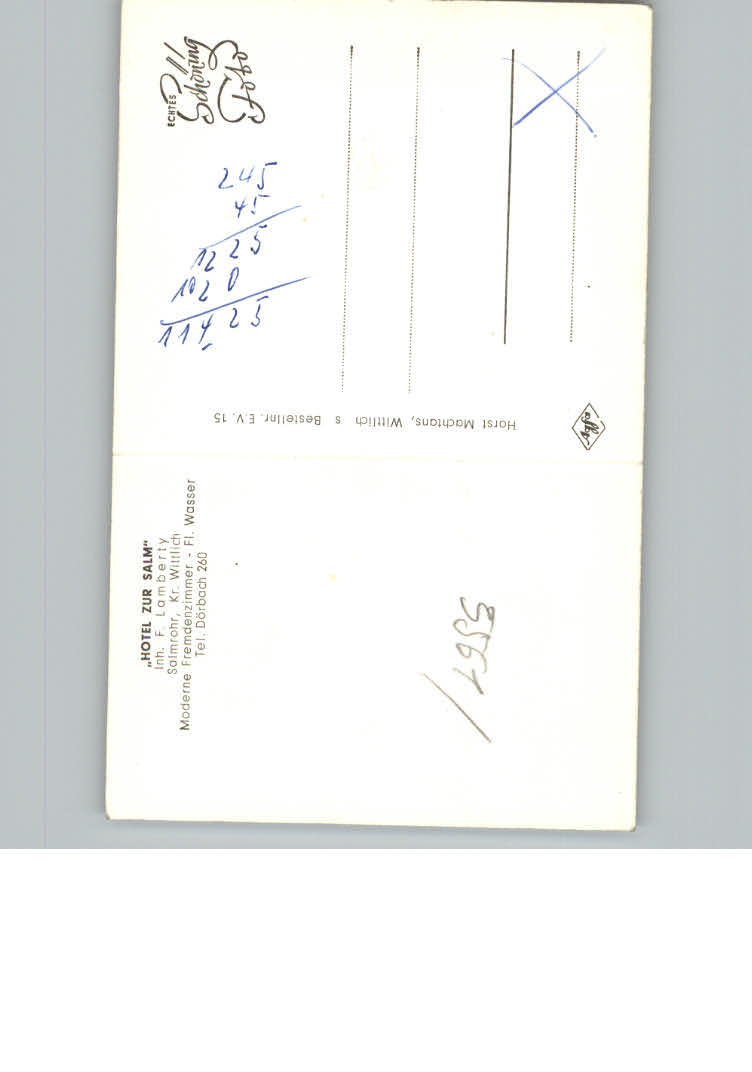 „HOTEL ZUR SALM“
Inh. F. Lamberty
Salmrohr, Kr. Wittlich
Moderne Fremdenzimmer - Fl. Wasser
Tel. Dörbach 260
ECHTES
Schöning
Foto
Horst Machtans, Wittlich s Bestellnr. E.V. 15
Agfa
245
45
1225
1020
11425